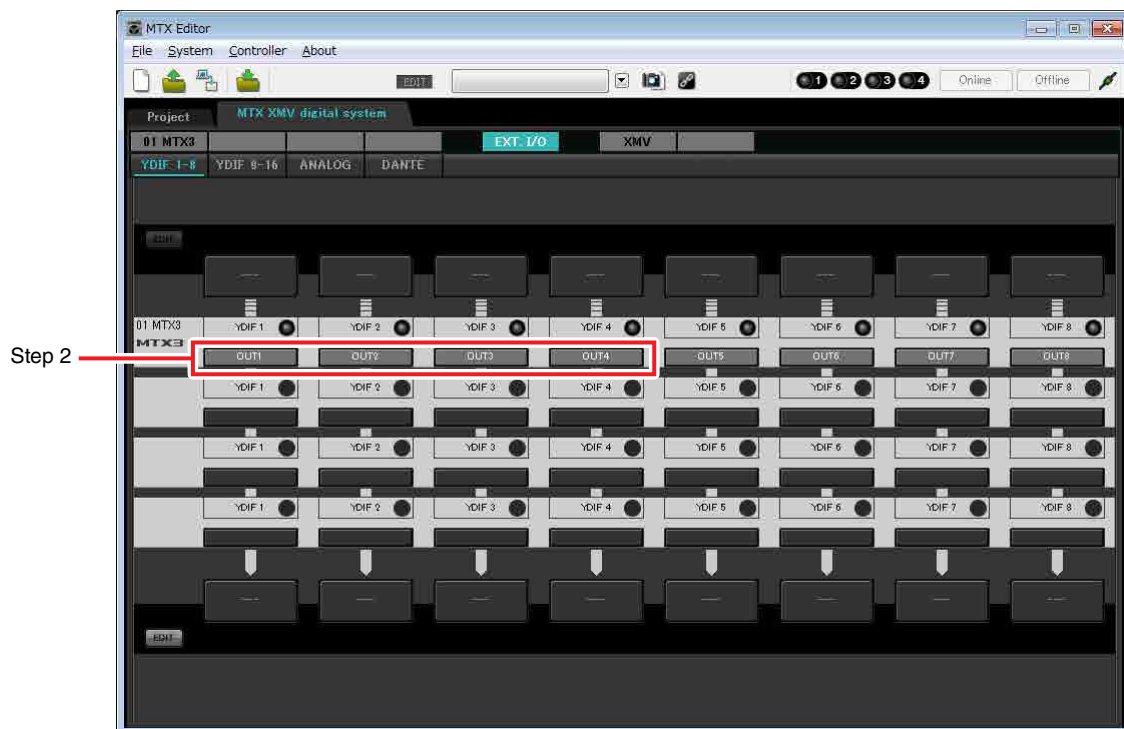 MTX Editor
File System Controller About
EDIT 1 2 3 4 Online Offline
Project MTX XMV digital system
01 MTX3 EXT. I/O XMV
YDIF 1-8 YDIF 9-16 ANALOG DANTE
EDIT
01 MTX3 YDIF 1 YDIF 2 YDIF 3 YDIF 4 YDIF 5 YDIF 6 YDIF 7 YDIF 8
MTX3
Step 2 OUT1 OUT2 OUT3 OUT4 OUT5 OUT6 OUT7 OUT8
YDIF 1 YDIF 2 YDIF 3 YDIF 4 YDIF 5 YDIF 6 YDIF 7 YDIF 8
YDIF 1 YDIF 2 YDIF 3 YDIF 4 YDIF 5 YDIF 6 YDIF 7 YDIF 8
YDIF 1 YDIF 2 YDIF 3 YDIF 4 YDIF 5 YDIF 6 YDIF 7 YDIF 8
EDIT